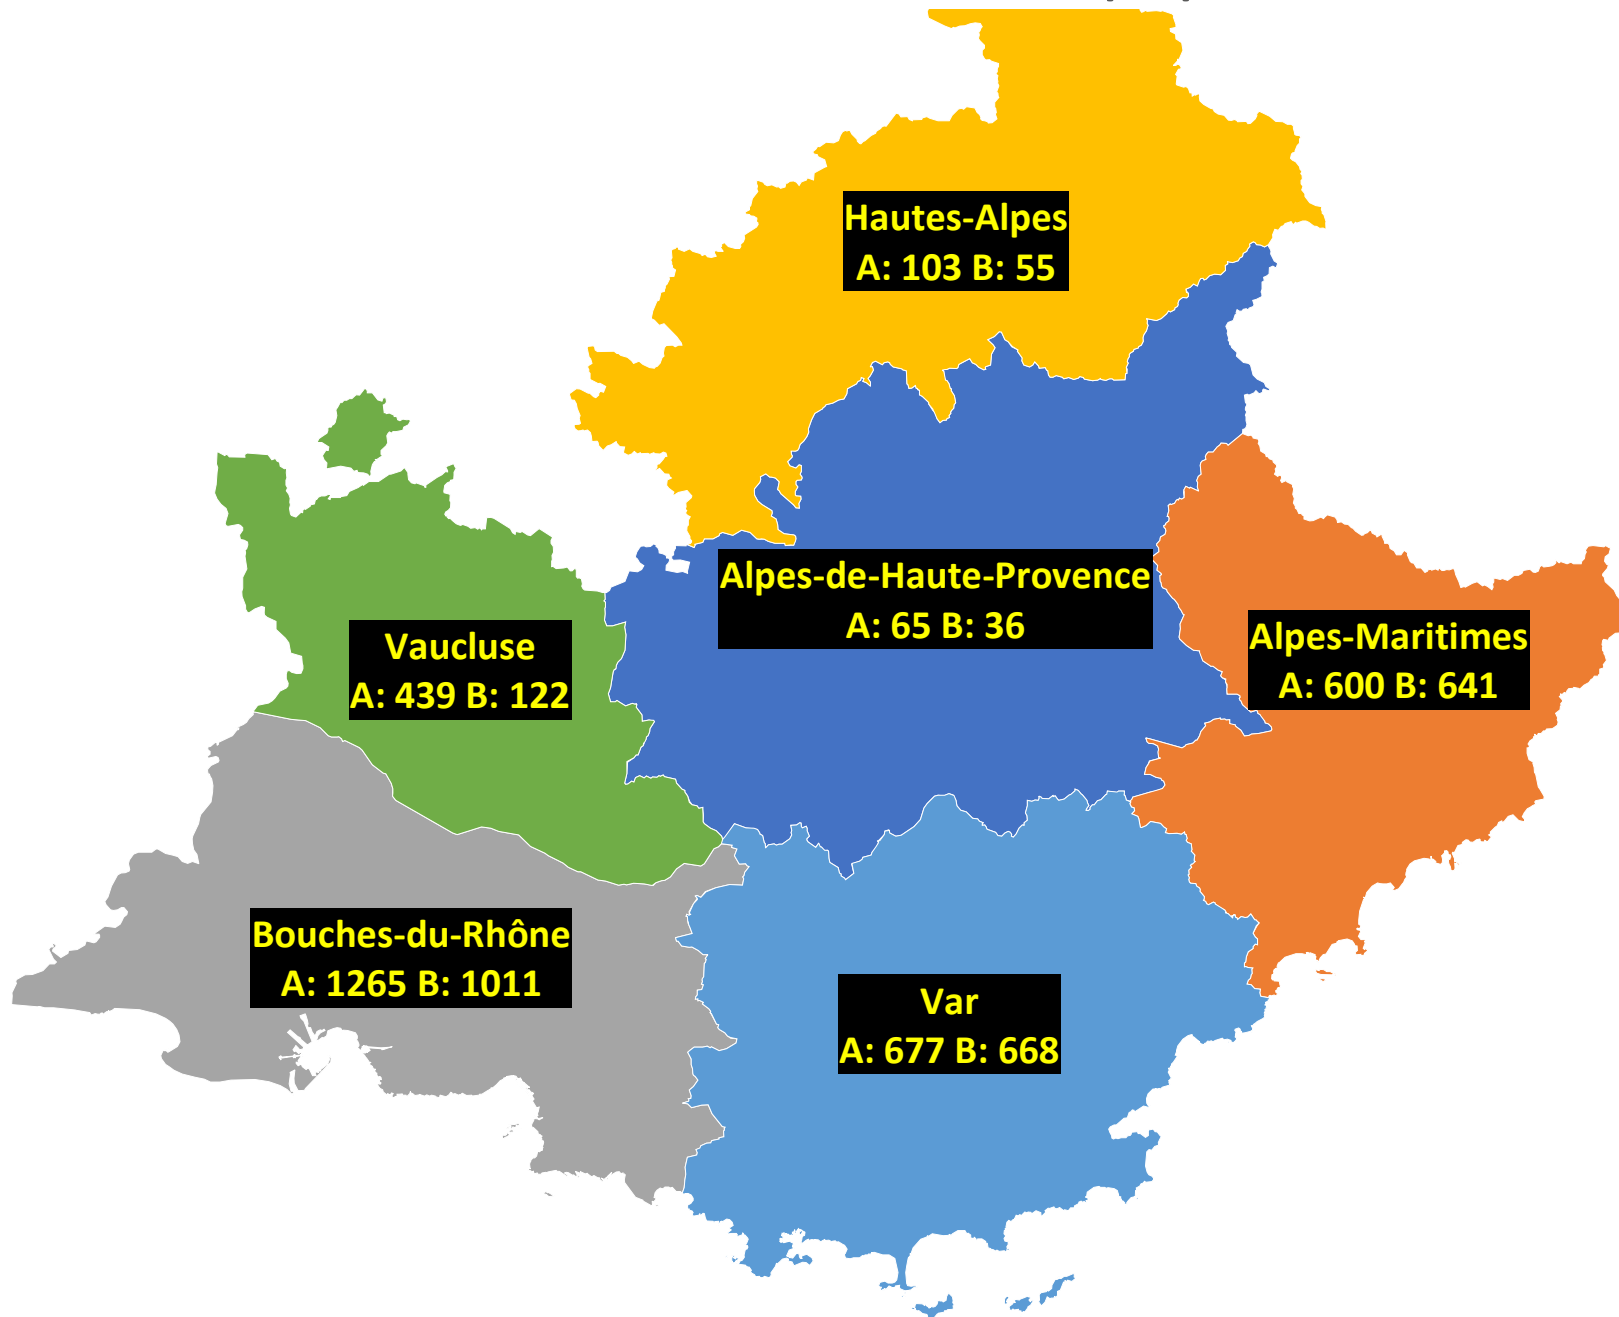 Hautes-Alpes
A: 103 B: 55
Alpes-de-Haute-Provence
A: 65 B: 36
Alpes-Maritimes
A: 600 B: 641
Vaucluse
A: 439 B: 122
Bouches-du-Rhône
A: 1265 B: 1011
Var
A: 677 B: 668